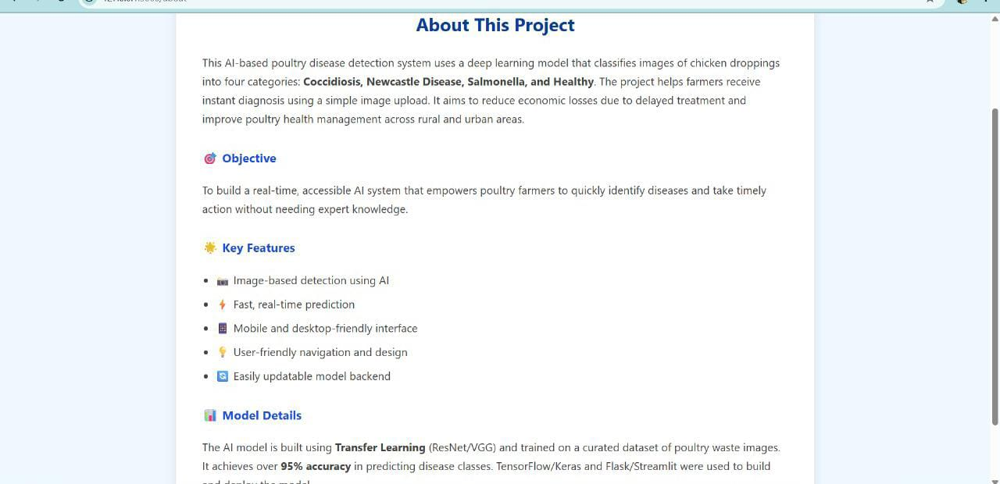 About This Project
This AI-based poultry disease detection system uses a deep learning model that classifies images of chicken droppings
into four categories: Coccidiosis, Newcastle Disease, Salmonella, and Healthy. The project helps farmers receive
instant diagnosis using a simple image upload. It aims to reduce economic losses due to delayed treatment and
improve poultry health management across rural and urban areas.
Objective
To build a real-time, accessible AI system that empowers poultry farmers to quickly identify diseases and take timely
action without needing expert knowledge.
Key Features
Image-based detection using AI
Fast, real-time prediction
Mobile and desktop-friendly interface
User-friendly navigation and design
Easily updatable model backend
Model Details
The AI model is built using Transfer Learning (ResNet/VGG) and trained on a curated dataset of poultry waste images.
It achieves over 95% accuracy in predicting disease classes. TensorFlow/Keras and Flask/Streamlit were used to build